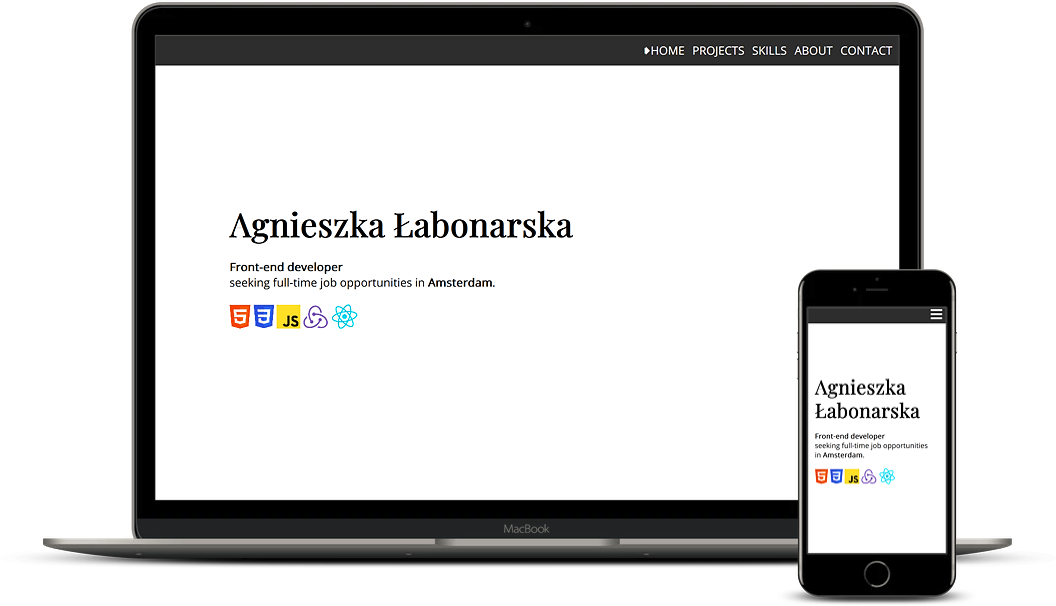 HOME PROJECTS SKILLS ABOUT CONTACT
Agnieszka Łabonarska
Front-end developer
seeking full-time job opportunities in Amsterdam.
5 3 JS
MacBook
Agnieszka
Łabonarska
Front-end developer
seeking full-time job opportunities
in Amsterdam.
5 3 JS